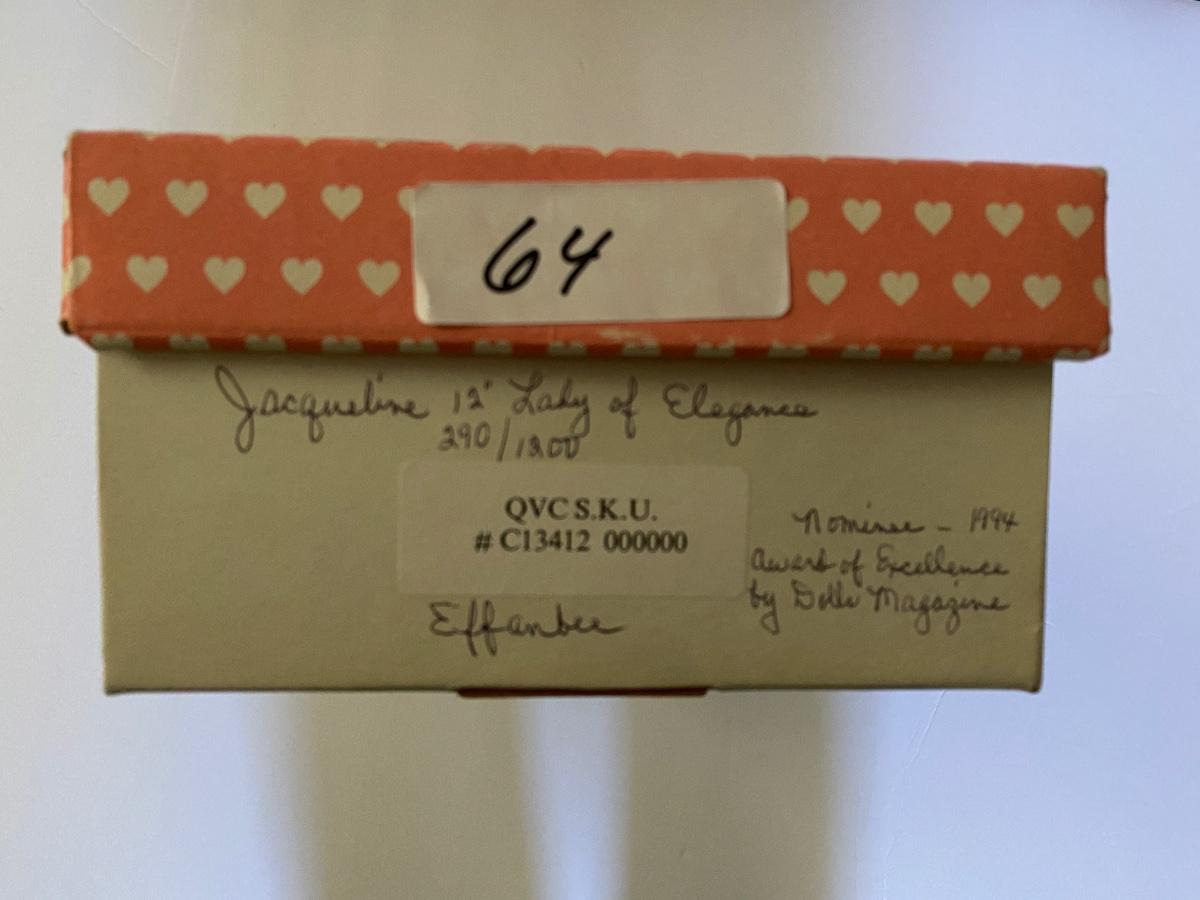 64
Jacqueline 12" Lady of Elegance
290/1200
QVC S.K.U.
# C13412 000000
Nominee - 1994
Award of Excellence
by Dolls Magazine
Effanbee